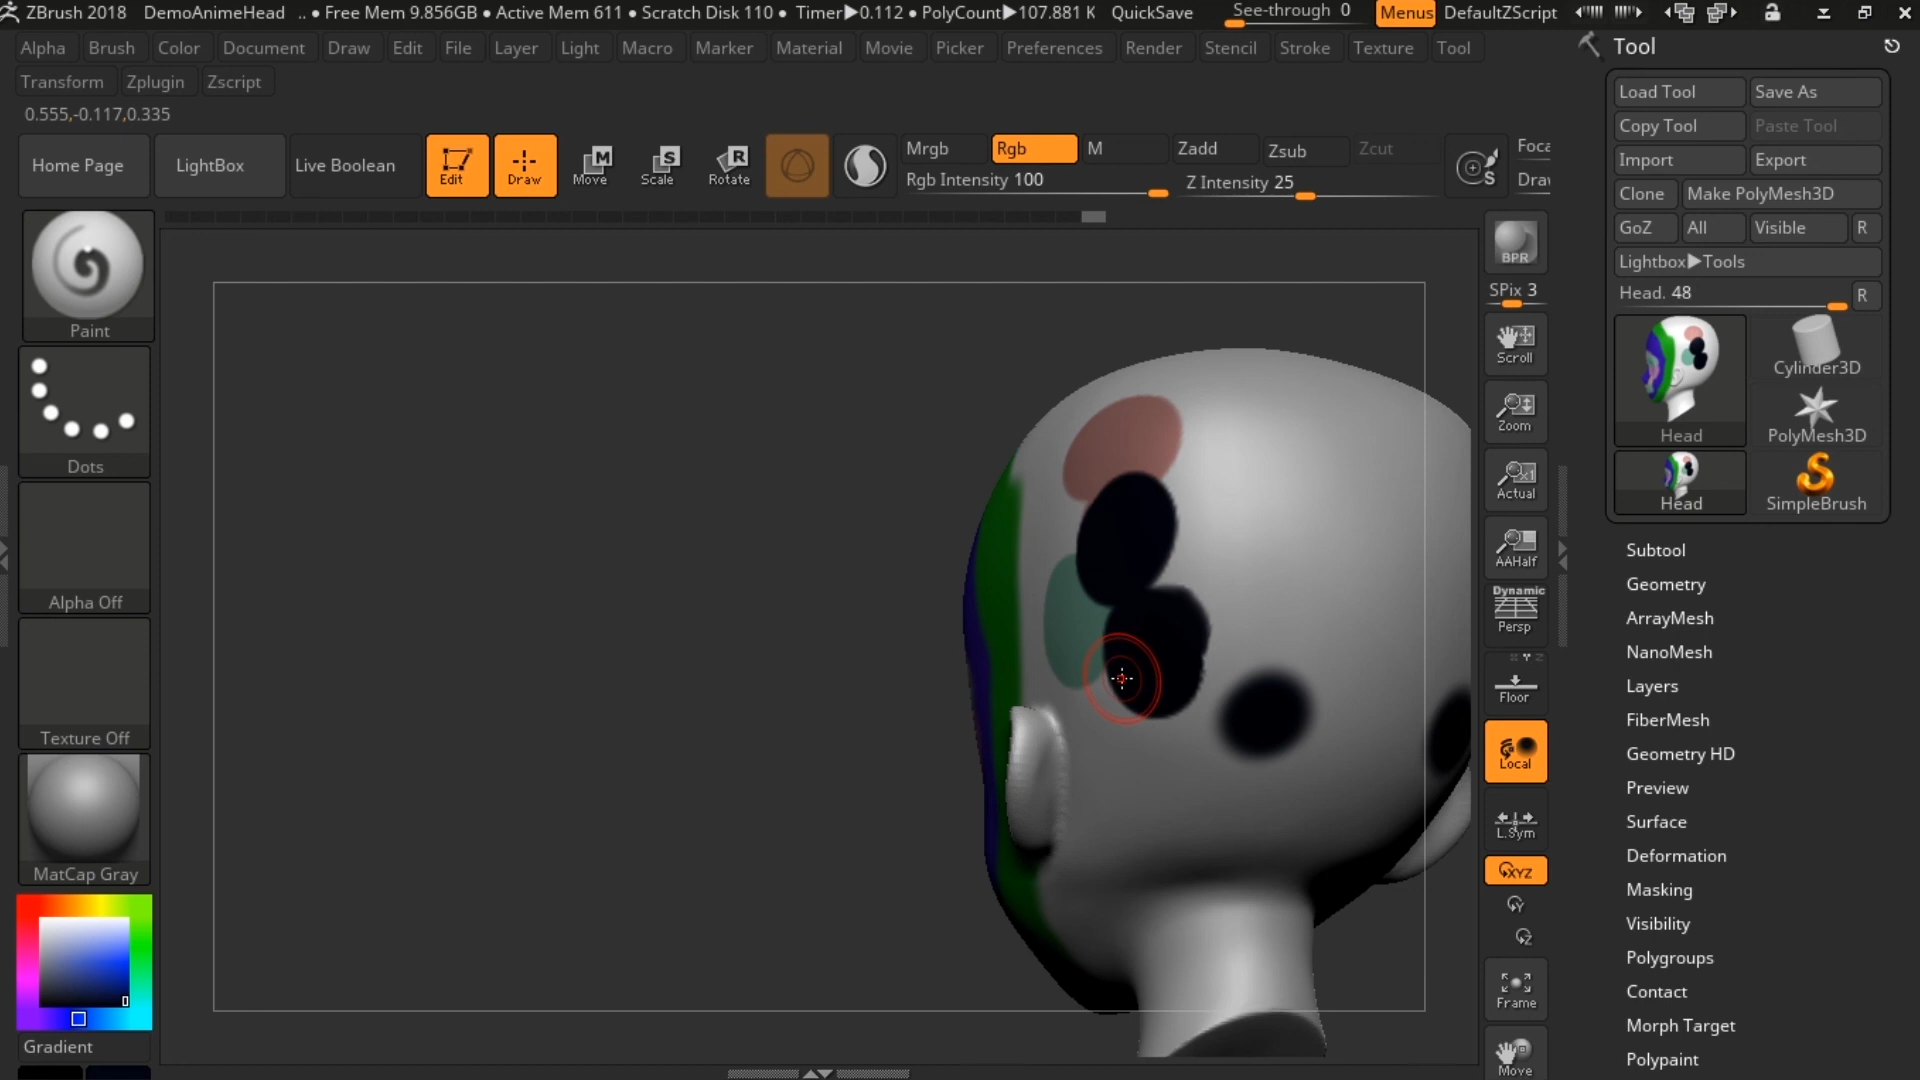 ZBrush 2018 DemoAnimeHead .. • Free Mem 9.856GB • Active Mem 611 • Scratch Disk 110 • Timer▶0.112 • PolyCount▶107.881 K QuickSave See-through 0 Menus DefaultZScript
Alpha Brush Color Document Draw Edit File Layer Light Macro Marker Material Movie Picker Preferences Render Stencil Stroke Texture Tool
Transform Zplugin Zscript
0.555,-0.117,0.335
Home Page LightBox Live Boolean Edit Draw Move Scale Rotate
M S R
Mrgb Rgb M Zadd Zsub Zcut Foca
Rgb Intensity 100 Z Intensity 25 S Draw
Paint
Dots
Alpha Off
Texture Off
MatCap Gray
Gradient
BPR
SPix 3
Scroll
Zoom
x1
Actual
AAHalf
Dynamic
Persp
Floor
Local
L.Sym
XYZ
Y
Z
Frame
Move
Tool
Load Tool Save As
Copy Tool Paste Tool
Import Export
Clone Make PolyMesh3D
GoZ All Visible R
Lightbox▶Tools
Head. 48 R
Head Cylinder3D
PolyMesh3D
Head SimpleBrush
Subtool
Geometry
ArrayMesh
NanoMesh
Layers
FiberMesh
Geometry HD
Preview
Surface
Deformation
Masking
Visibility
Polygroups
Contact
Morph Target
Polypaint